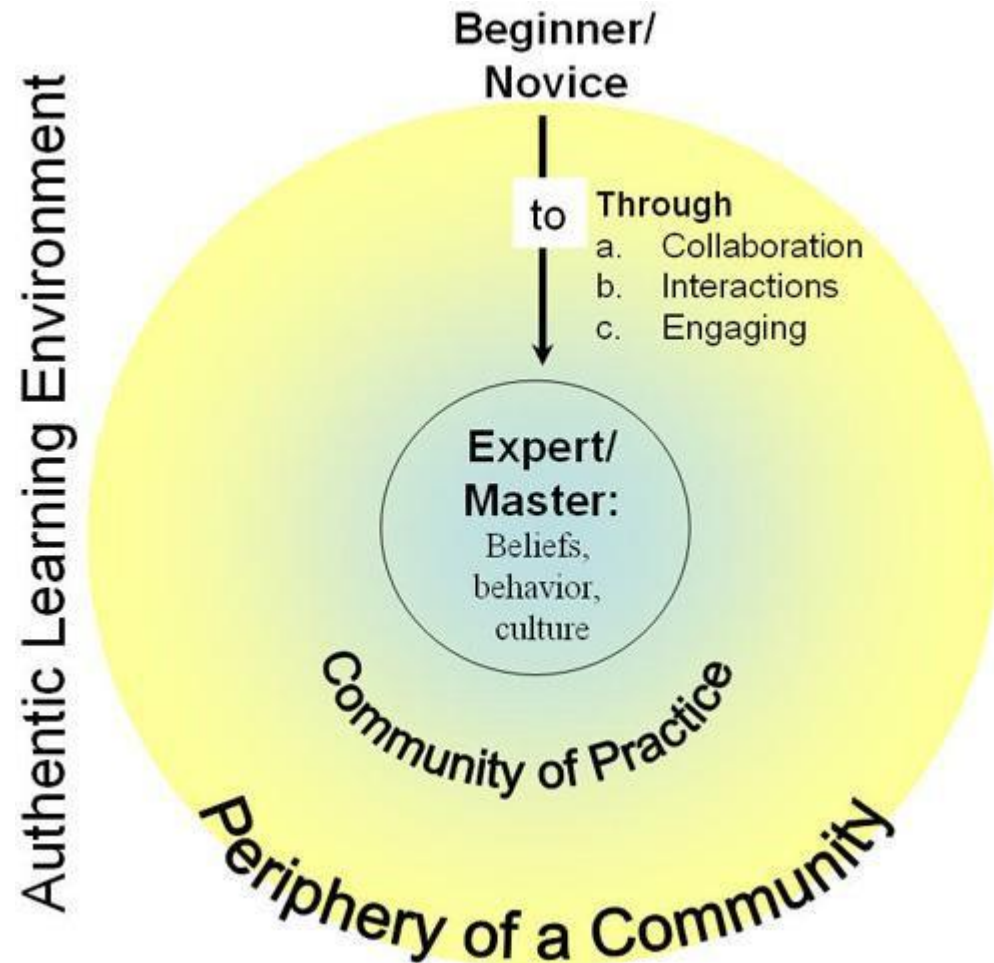 Authentic Learning Environment
Beginner/
Novice
to
Through
a. Collaboration
b. Interactions
c. Engaging
Expert/
Master:
Beliefs,
behavior,
culture
Community of Practice
Periphery of a Community